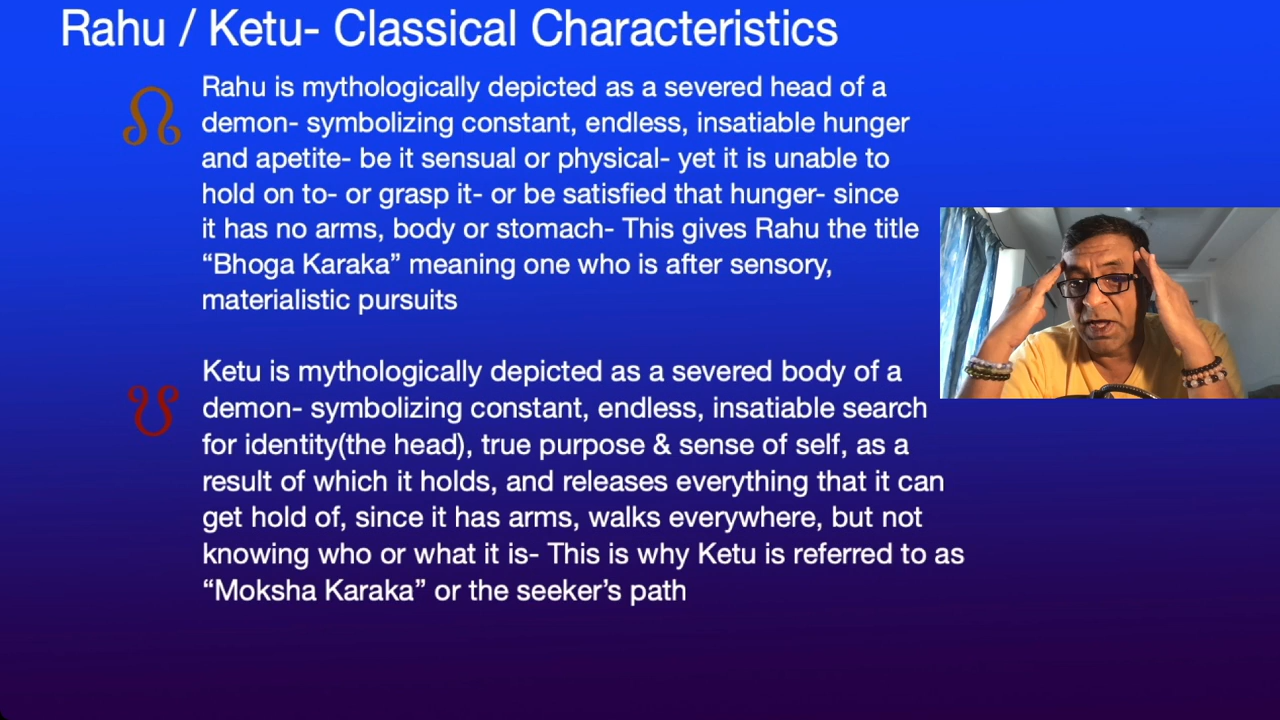 Rahu / Ketu- Classical Characteristics
Rahu is mythologically depicted as a severed head of a
demon- symbolizing constant, endless, insatiable hunger
and apetite- be it sensual or physical- yet it is unable to
hold on to- or grasp it- or be satisfied that hunger- since
it has no arms, body or stomach- This gives Rahu the title
“Bhoga Karaka” meaning one who is after sensory,
materialistic pursuits
Ketu is mythologically depicted as a severed body of a
demon- symbolizing constant, endless, insatiable search
for identity(the head), true purpose & sense of self, as a
result of which it holds, and releases everything that it can
get hold of, since it has arms, walks everywhere, but not
knowing who or what it is- This is why Ketu is referred to as
“Moksha Karaka” or the seeker’s path